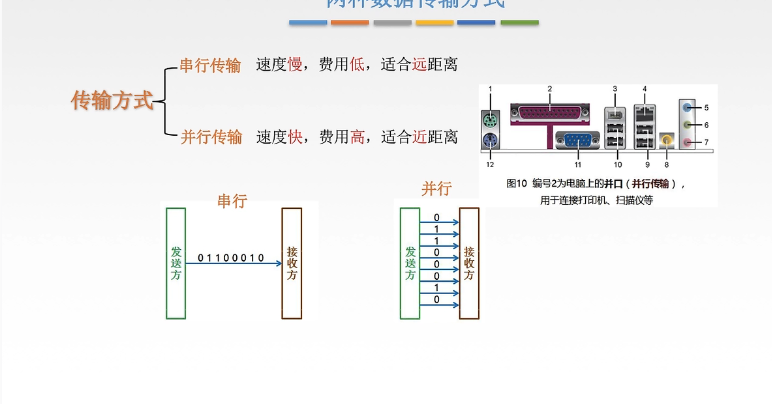 两种数据传输方式
传输方式
串行传输 速度慢，费用低，适合远距离
并行传输 速度快，费用高，适合近距离
1 2 3 4
5
6
7
12 11 10 9 8
图10 编号2为电脑上的并口（并行传输），
用于连接打印机、扫描仪等
串行
发送方
01100010
接收方
并行
发送方
0
1
1
0
0
0
1
0
接收方